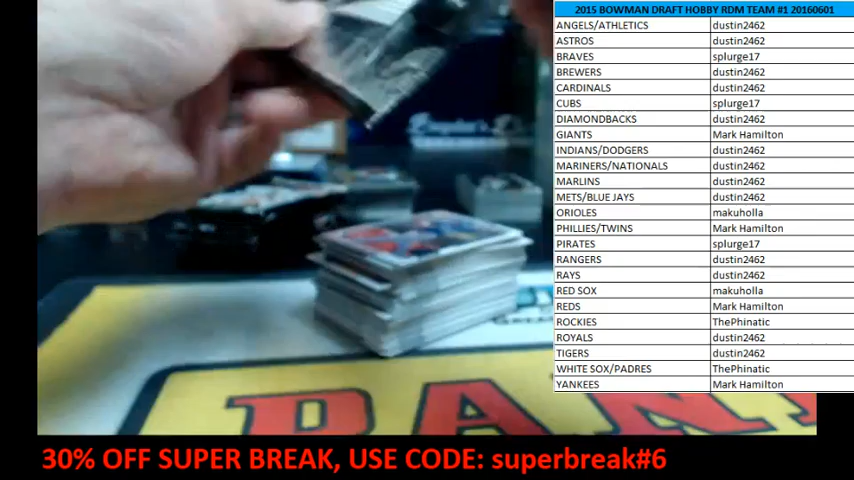 2015 BOWMAN DRAFT HOBBY RDM TEAM #1 20160601
ANGELS/ATHLETICS dustin2462
ASTROS dustin2462
BRAVES splurge17
BREWERS dustin2462
CARDINALS dustin2462
CUBS splurge17
DIAMONDBACKS dustin2462
GIANTS Mark Hamilton
INDIANS/DODGERS dustin2462
MARINERS/NATIONALS dustin2462
MARLINS dustin2462
METS/BLUE JAYS dustin2462
ORIOLES makuholla
PHILLIES/TWINS Mark Hamilton
PIRATES splurge17
RANGERS dustin2462
RAYS dustin2462
RED SOX makuholla
REDS Mark Hamilton
ROCKIES ThePhinatic
ROYALS dustin2462
TIGERS dustin2462
WHITE SOX/PADRES ThePhinatic
YANKEES Mark Hamilton
PANI
30% OFF SUPER BREAK, USE CODE: superbreak#6